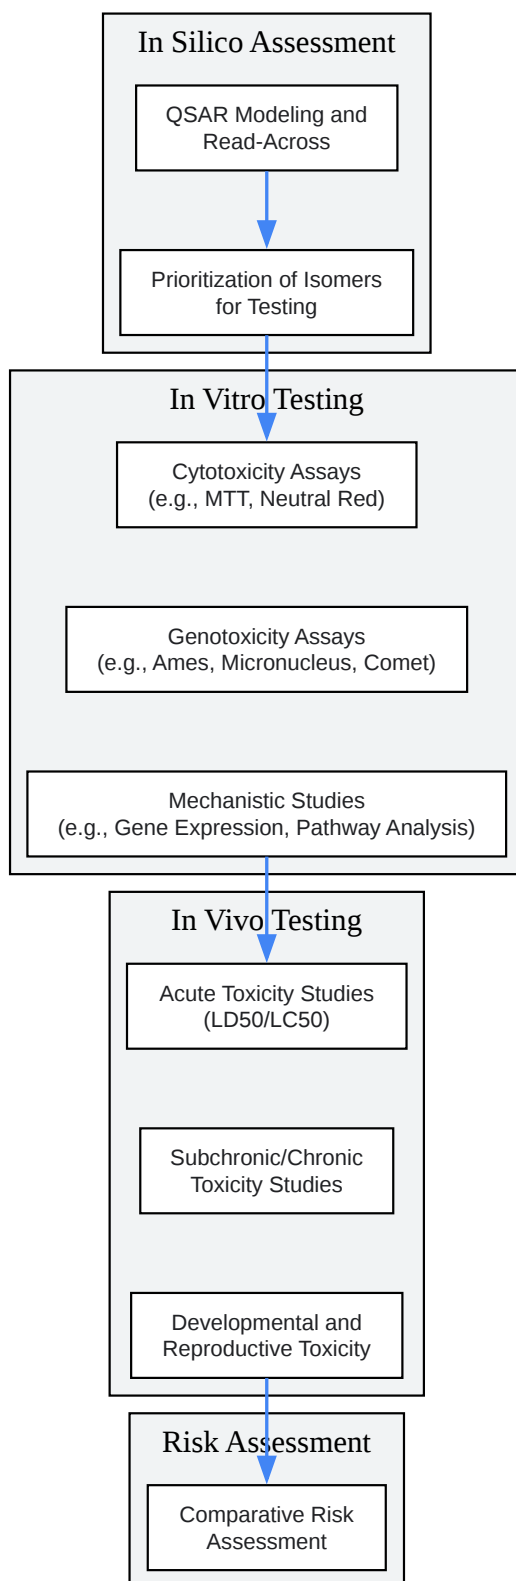 In Silico Assessment
QSAR Modeling and
Read-Across
Prioritization of Isomers
for Testing
In Vitro Testing
Cytotoxicity Assays
(e.g., MTT, Neutral Red)
Genotoxicity Assays
(e.g., Ames, Micronucleus, Comet)
Mechanistic Studies
(e.g., Gene Expression, Pathway Analysis)
In Vivo Testing
Acute Toxicity Studies
(LD50/LC50)
Subchronic/Chronic
Toxicity Studies
Developmental and
Reproductive Toxicity
Risk Assessment
Comparative Risk
Assessment